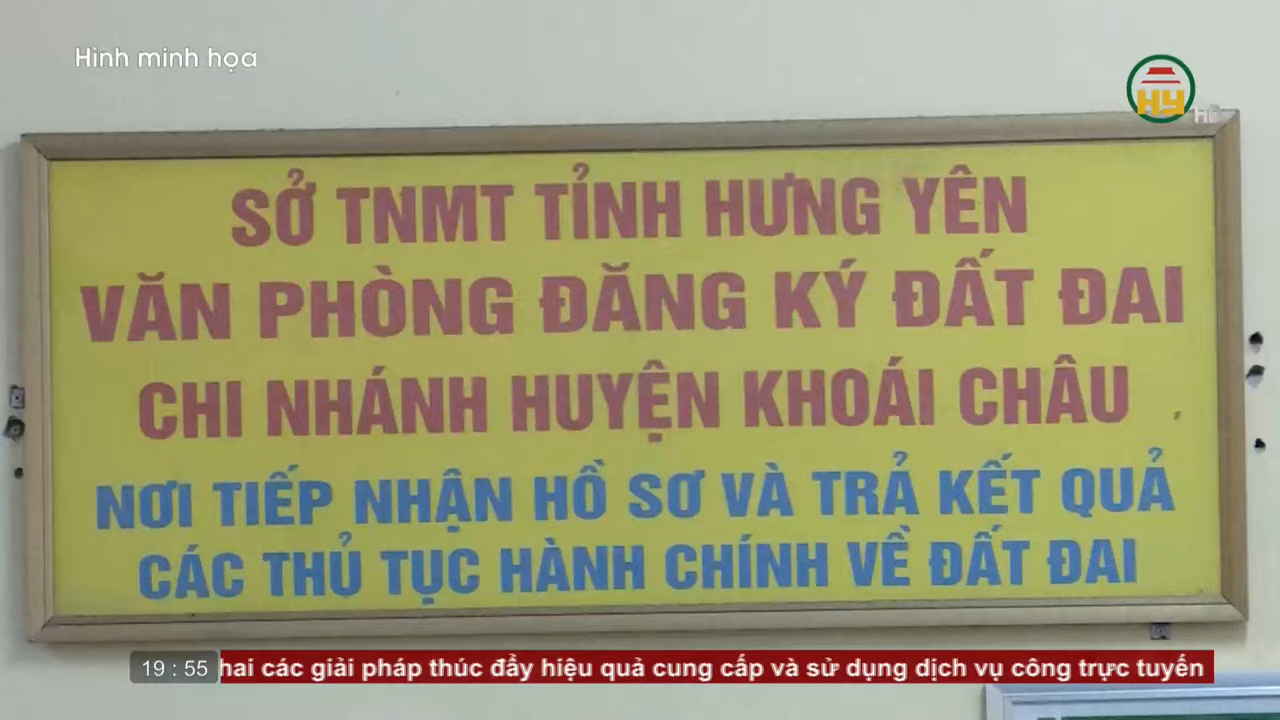 Hình minh họa
HY
SỞ TNMT TỈNH HƯNG YÊN
VĂN PHÒNG ĐĂNG KÝ ĐẤT ĐAI
CHI NHÁNH HUYỆN KHOÁI CHÂU
NƠI TIẾP NHẬN HỒ SƠ VÀ TRẢ KẾT QUẢ
CÁC THỦ TỤC HÀNH CHÍNH VỀ ĐẤT ĐAI
19 : 55 hai các giải pháp thúc đẩy hiệu quả cung cấp và sử dụng dịch vụ công trực tuyến